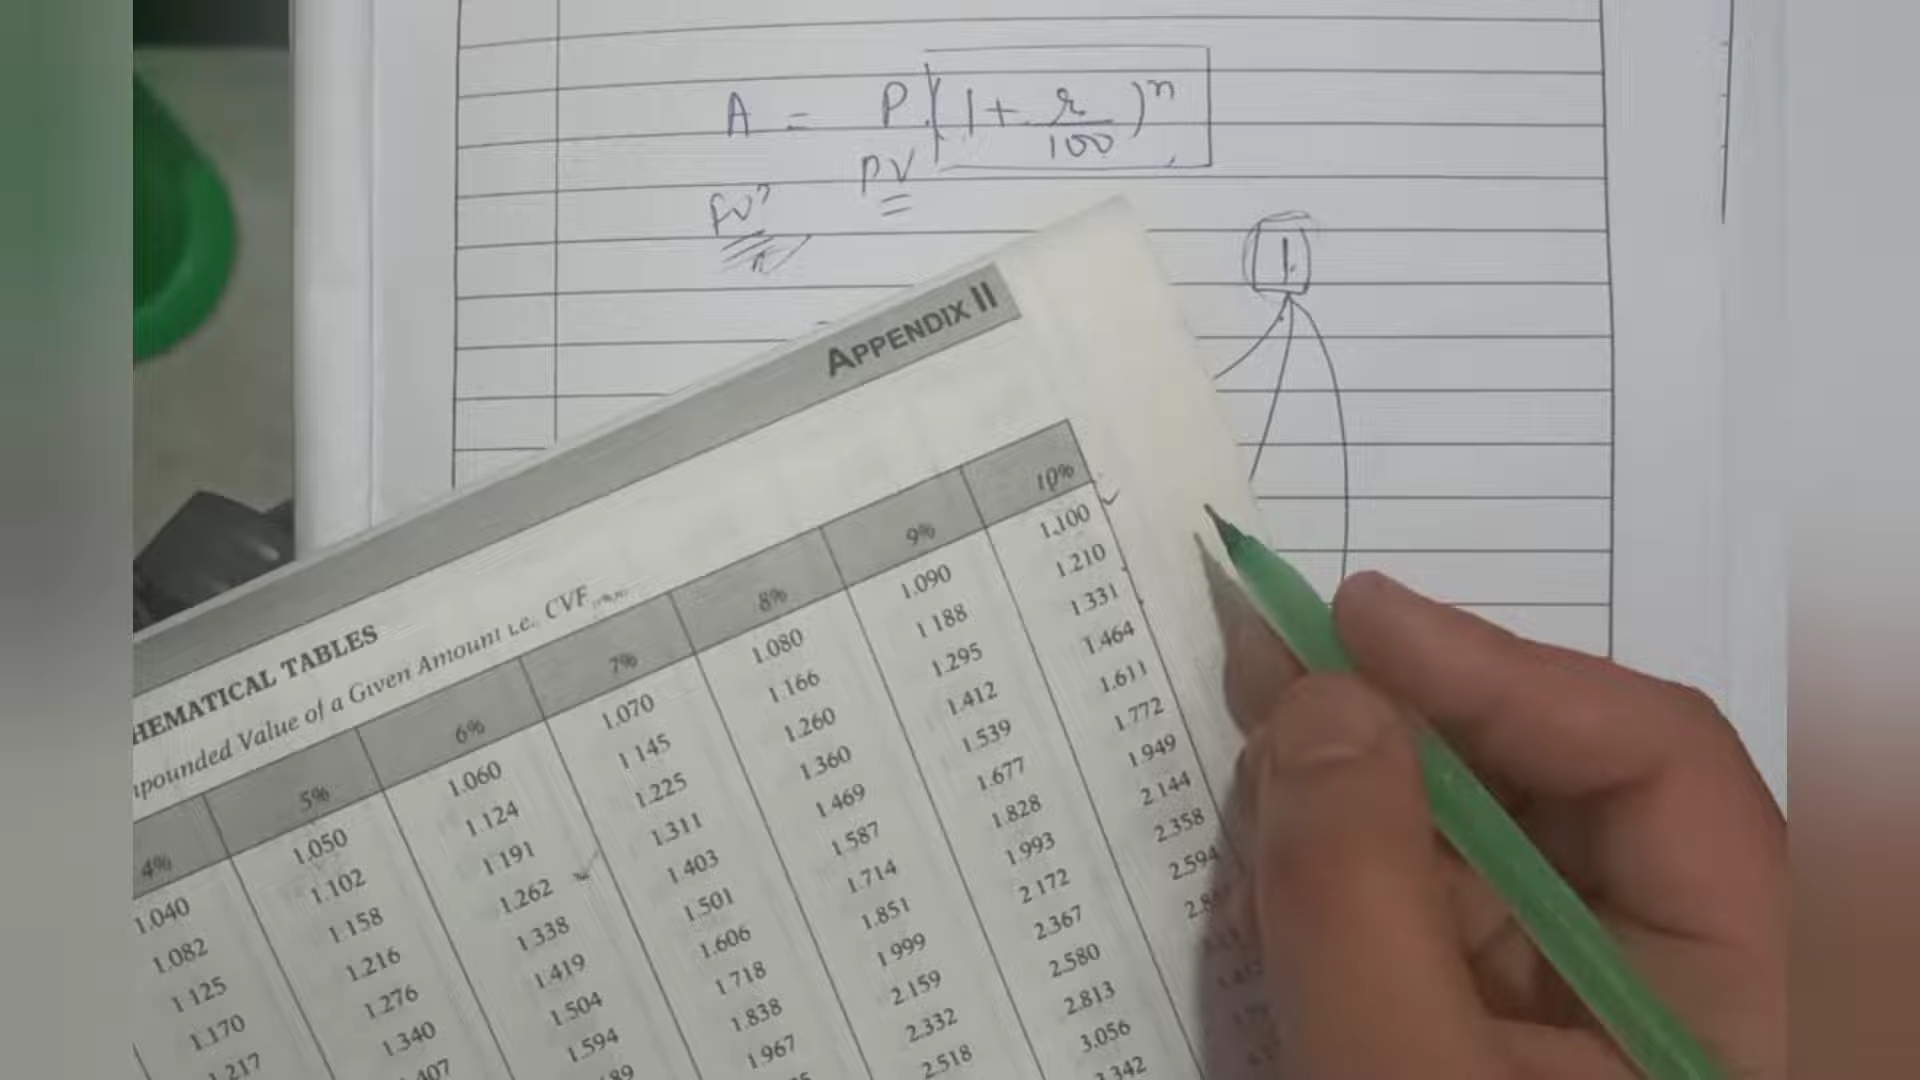 A = P (1 + r/100)^n
PV
FV?
1
APPENDIX II
HEMATICAL TABLES
mpounded Value of a Given Amount i.e., CVF
4% 5% 6% 7% 8% 9% 10%
1.040 1.050 1.060 1.070 1.080 1.090 1.100
1.082 1.102 1.124 1 145 1.166 1 188 1.210
1 125 1.158 1.191 1.225 1.260 1.295 1.331
1.170 1.216 1.262 1.311 1.360 1.412 1.464
1.217 1.276 1 338 1.403 1.469 1.539 1.611
1.340 1.419 1.501 1.587 1.677 1.772
1.407 1.504 1.606 1.714 1.828 1.949
1.594 1 718 1.851 1.993 2 144
1.838 1 999 2 172 2.358
1.967 2.159 2.367 2.594
2.332 2.580
2.518 2.813
3.056